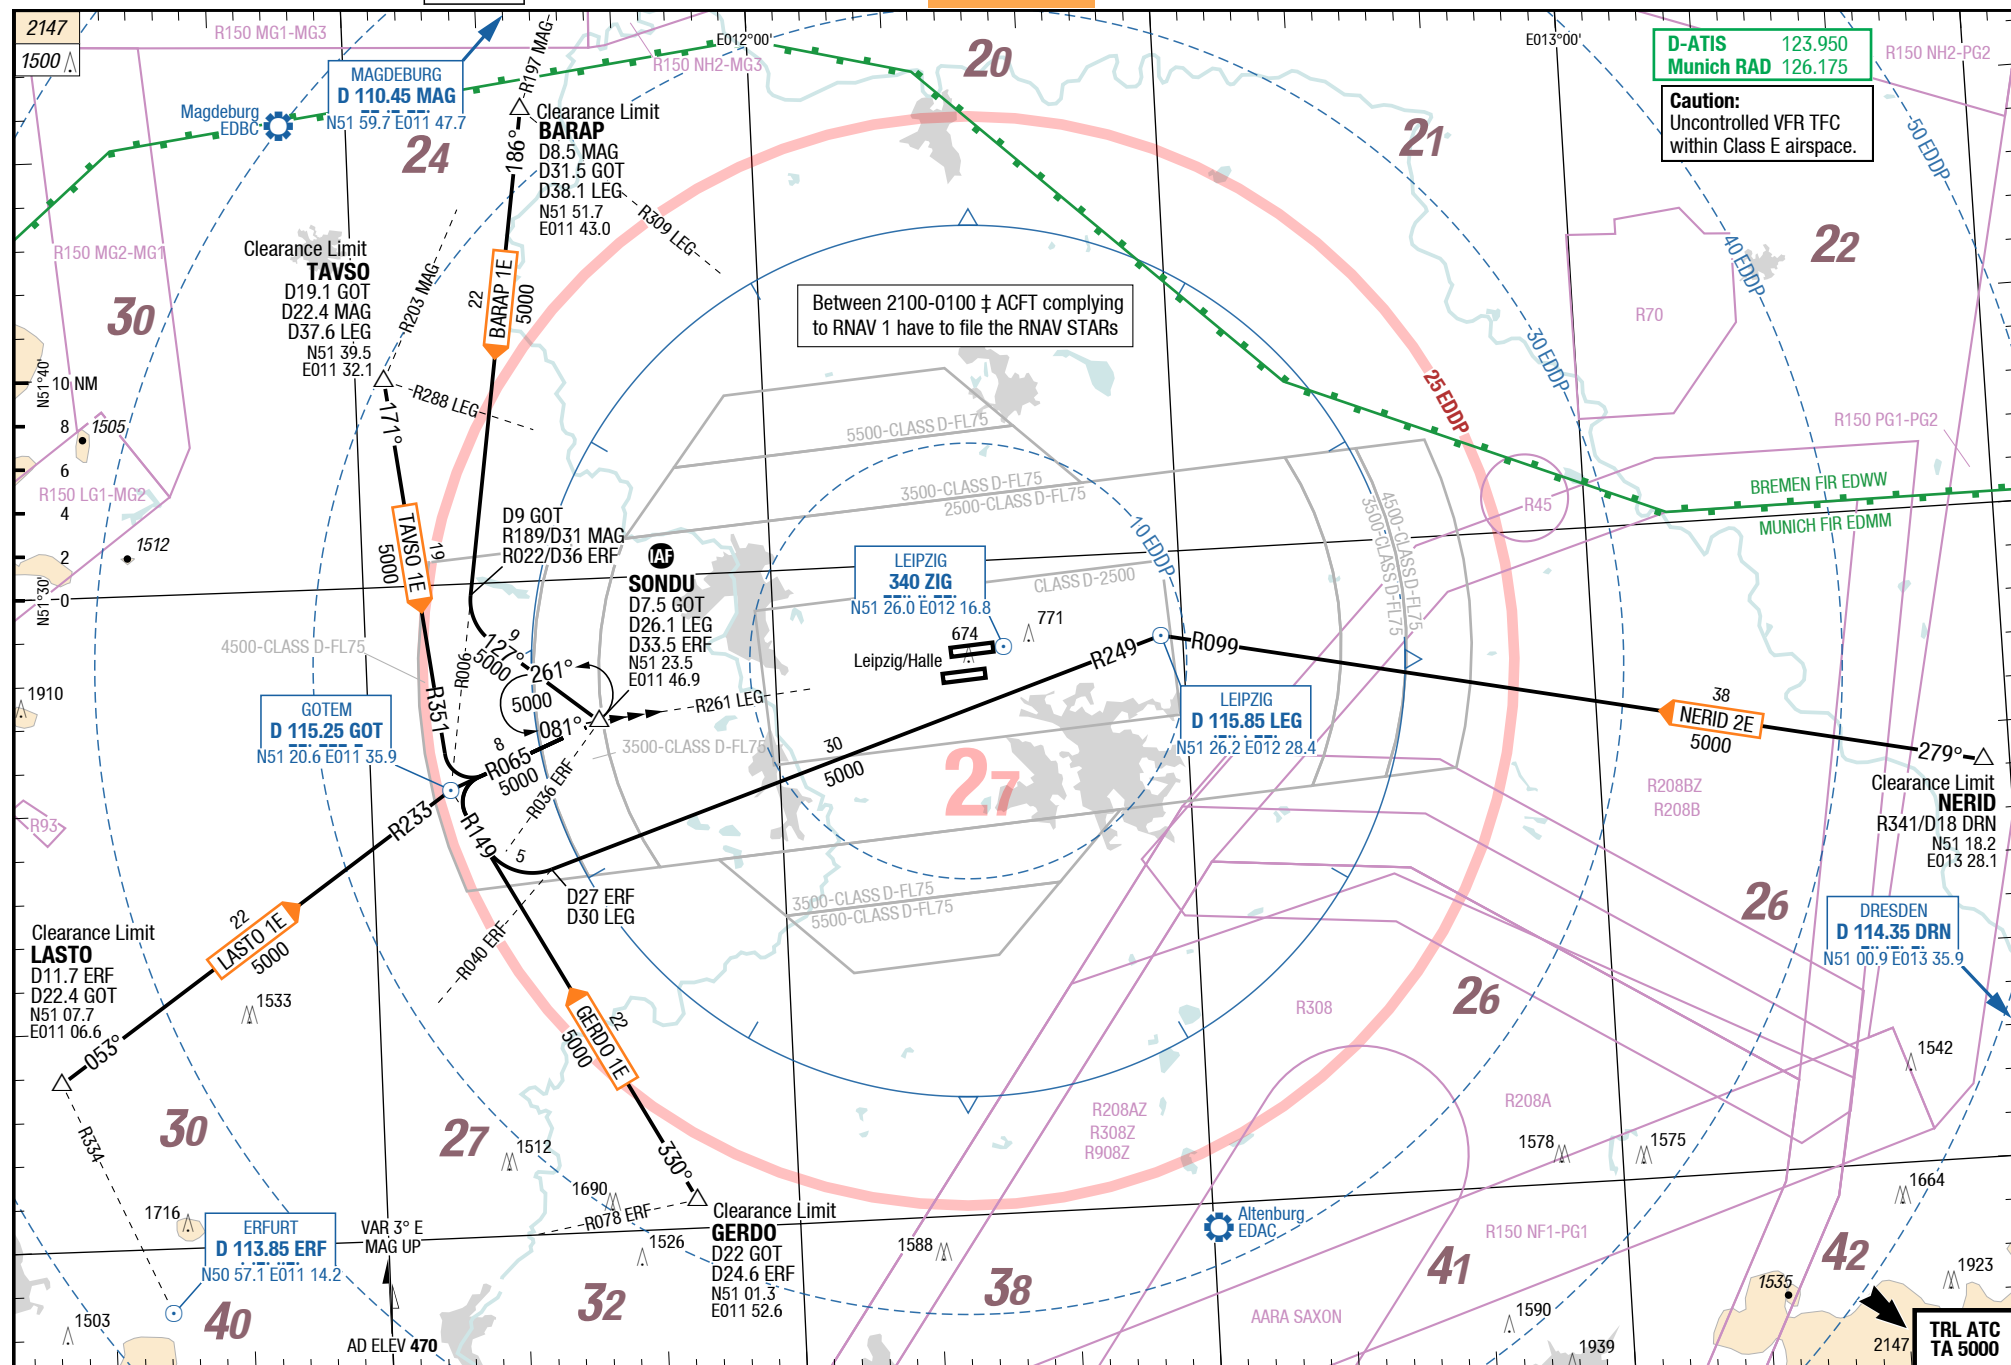 2147
1500
R150 MG1-MG3
MAGDEBURG
D 110.45 MAG
N51 59.7 E011 47.7
Magdeburg
EDBC
24
R197 MAG
186°
Clearance Limit
BARAP
D8.5 MAG
D31.5 GOT
D38.1 LEG
N51 51.7
E011 43.0
R309 LEG
R150 NH2-MG3
E012°00'
20
E013°00'
21
D-ATIS 123.950
Munich RAD 126.175
R150 NH2-PG2
Caution:
Uncontrolled VFR TFC
within Class E airspace.
50 EDDP
40 EDDP
30 EDDP
25 EDDP
10 EDDP
22
R70
R150 MG2-MG1
30
Clearance Limit
TAVSO
D19.1 GOT
D22.4 MAG
D37.6 LEG
N51 39.5
E011 32.1
R203 MAG
R288 LEG
171°
22
BARAP 1E
5000
Between 2100-0100 ‡ ACFT complying
to RNAV 1 have to file the RNAV STARs
N51°40'
10 NM
8
6
4
2
0
N51°30'
1505
R150 LG1-MG2
1512
TAVSO 1E
5000
19
5500-CLASS D-FL75
3500-CLASS D-FL75
2500-CLASS D-FL75
CLASS D-2500
4500-CLASS D-FL75
3500-CLASS D-FL75
R45
R150 PG1-PG2
BREMEN FIR EDWW
MUNICH FIR EDMM
D9 GOT
R189/D31 MAG
R022/D36 ERF
IAF
SONDU
D7.5 GOT
D26.1 LEG
D33.5 ERF
N51 23.5
E011 46.9
LEIPZIG
340 ZIG
N51 26.0 E012 16.8
771
674
Leipzig/Halle
4500-CLASS D-FL75
R006
9
127°
5000
261°
5000
081°
R261 LEG
R249
R099
LEIPZIG
D 115.85 LEG
N51 26.2 E012 28.4
38
NERID 2E
5000
279°
Clearance Limit
NERID
R341/D18 DRN
N51 18.2
E013 28.1
1910
GOTEM
D 115.25 GOT
N51 20.6 E011 35.9
R351
8
R065
5000
3500-CLASS D-FL75
R036 ERF
30
5000
27
R208BZ
R208B
R93
R233
R149
5
D27 ERF
D30 LEG
3500-CLASS D-FL75
5500-CLASS D-FL75
R040 ERF
26
DRESDEN
D 114.35 DRN
N51 00.9 E013 35.9
Clearance Limit
LASTO
D11.7 ERF
D22.4 GOT
N51 07.7
E011 06.6
22
LASTO 1E
5000
053°
1533
22
GERDO 1E
5000
R308
26
1542
R334
30
27
1512
330°
R208AZ
R308Z
R908Z
R208A
1578
1575
1664
1690
R078 ERF
Clearance Limit
GERDO
D22 GOT
D24.6 ERF
N51 01.3
E011 52.6
1716
ERFURT
D 113.85 ERF
N50 57.1 E011 14.2
VAR 3° E
MAG UP
1526
1588
Altenburg
EDAC
R150 NF1-PG1
41
42
1923
1503
40
AD ELEV 470
32
38
AARA SAXON
1590
1939
1535
2147
TRL ATC
TA 5000